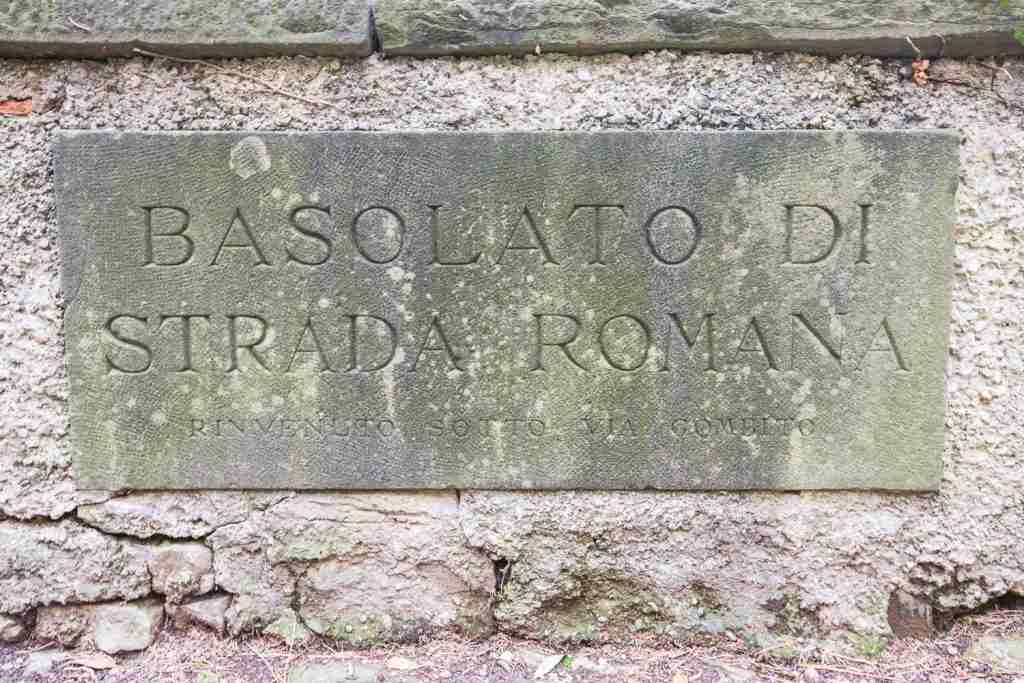 BASOLATO DI
STRADA ROMANA
RINVENUTO SOTTO VIA GOMBITO